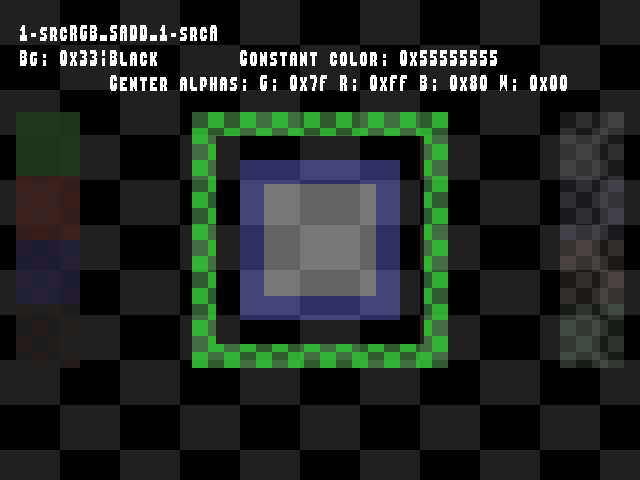 1-srcRGB_SADD_1-srcA
Bg: 0x33¦Black Constant color: 0x55555555
Center alphas: G: 0x7f R: 0xff B: 0x80 W: 0x00